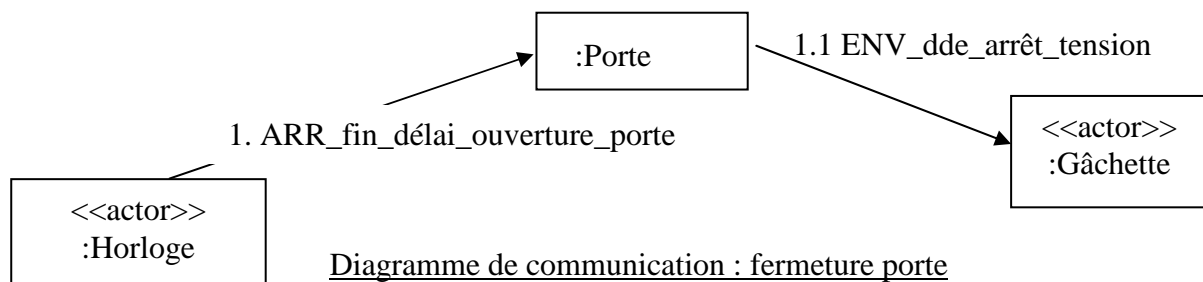 :Porte
1.1 ENV_dde_arrêt_tension
1. ARR_fin_délai_ouverture_porte
<<actor>>
:Gâchette
<<actor>>
:Horloge
Diagramme de communication : fermeture porte